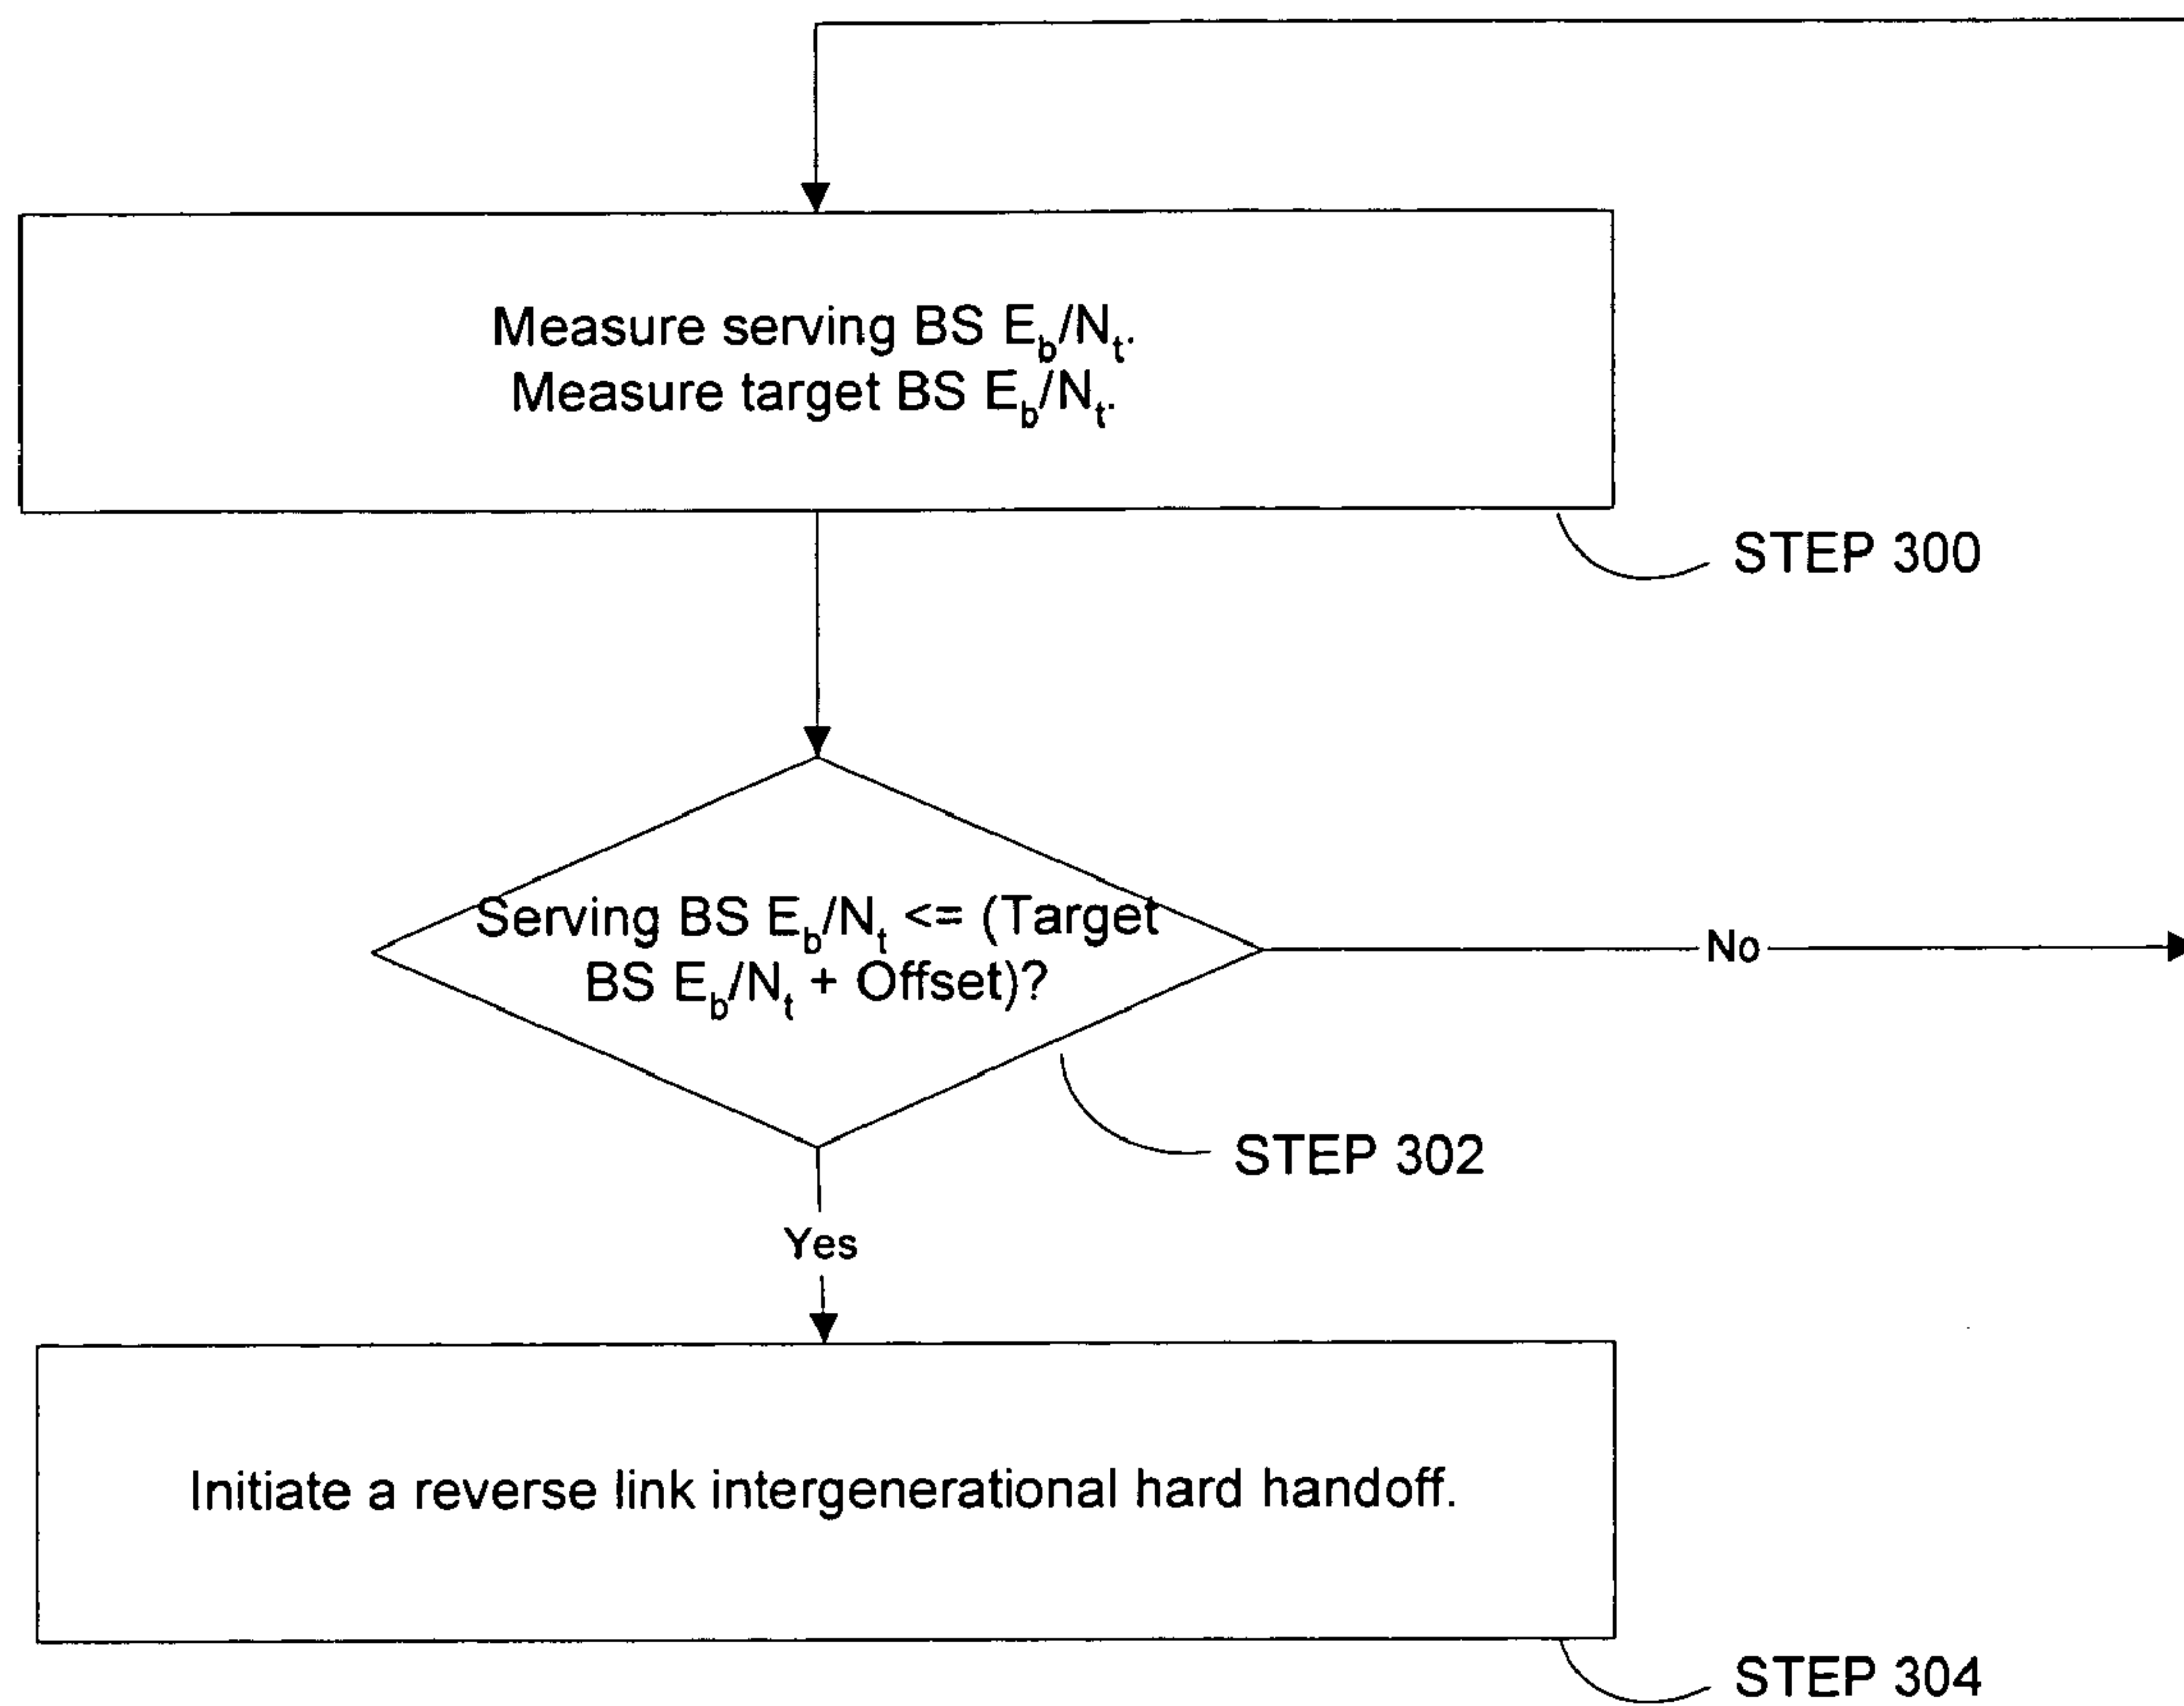 Measure serving BS E_b/N_t.
Measure target BS E_b/N_t.
STEP 300
Serving BS E_b/N_t <= (Target
BS E_b/N_t + Offset)?
No
STEP 302
Yes
Initiate a reverse link intergenerational hard handoff.
STEP 304